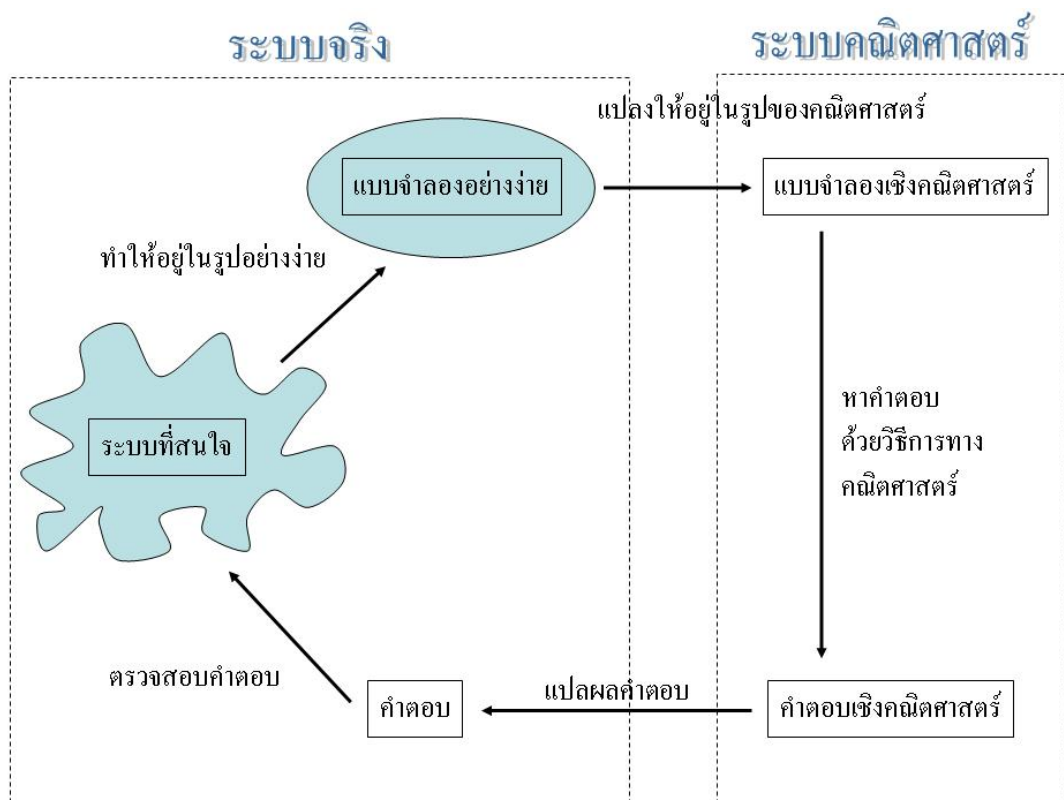 ระบบจริง
ระบบคณิตศาสตร์
แปลงให้อยู่ในรูปของคณิตศาสตร์
แบบจำลองอย่างง่าย
แบบจำลองเชิงคณิตศาสตร์
ทำให้อยู่ในรูปอย่างง่าย
ระบบที่สนใจ
หาคำตอบ
ด้วยวิธีการทาง
คณิตศาสตร์
ตรวจสอบคำตอบ
คำตอบ
แปลผลคำตอบ
คำตอบเชิงคณิตศาสตร์